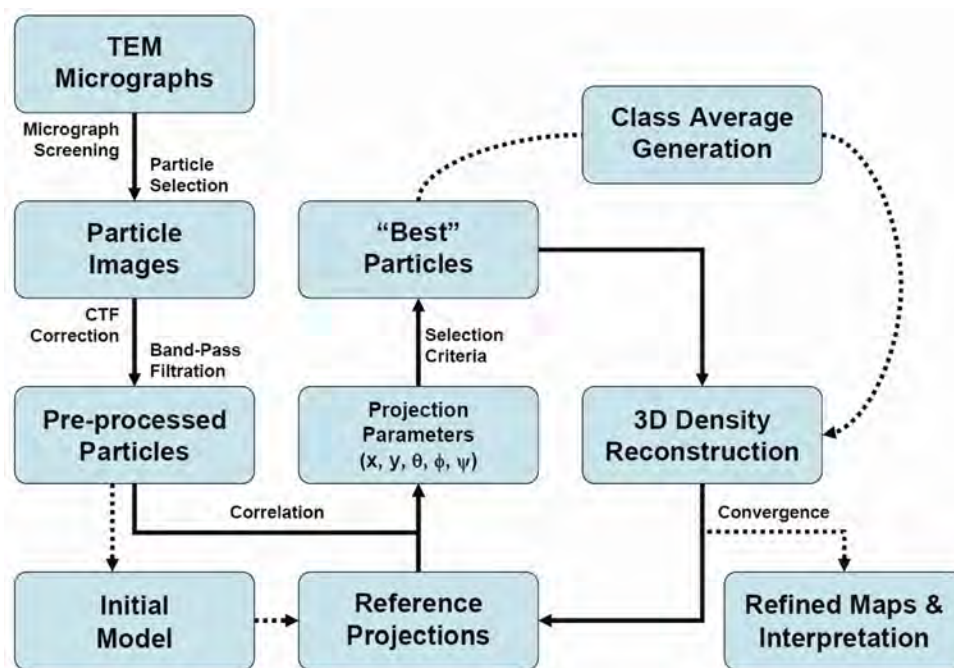 TEM
Micrographs
Class Average
Generation
Micrograph
Screening
Particle
Selection
Particle
Images
“Best”
Particles
CTF
Correction
Band-Pass
Filtration
Selection
Criteria
Pre-processed
Particles
Projection
Parameters
(x, y, θ, ϕ, ψ)
3D Density
Reconstruction
Correlation
Convergence
Initial
Model
Reference
Projections
Refined Maps &
Interpretation